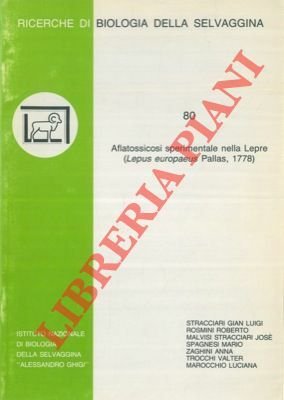 RICERCHE DI BIOLOGIA DELLA SELVAGGINA
80
Aflatossicosi sperimentale nella Lepre
(Lepus europaeus Pallas, 1778)
LIBRERIA PIANI
ISTITUTO NAZIONALE
DI BIOLOGIA
DELLA SELVAGGINA
"ALESSANDRO GHIGI"
STRACCIARI GIAN LUIGI
ROSMINI ROBERTO
MALVISI STRACCIARI JOSÈ
SPAGNESI MARIO
ZAGHINI ANNA
TROCCHI VALTER
MAROCCHIO LUCIANA